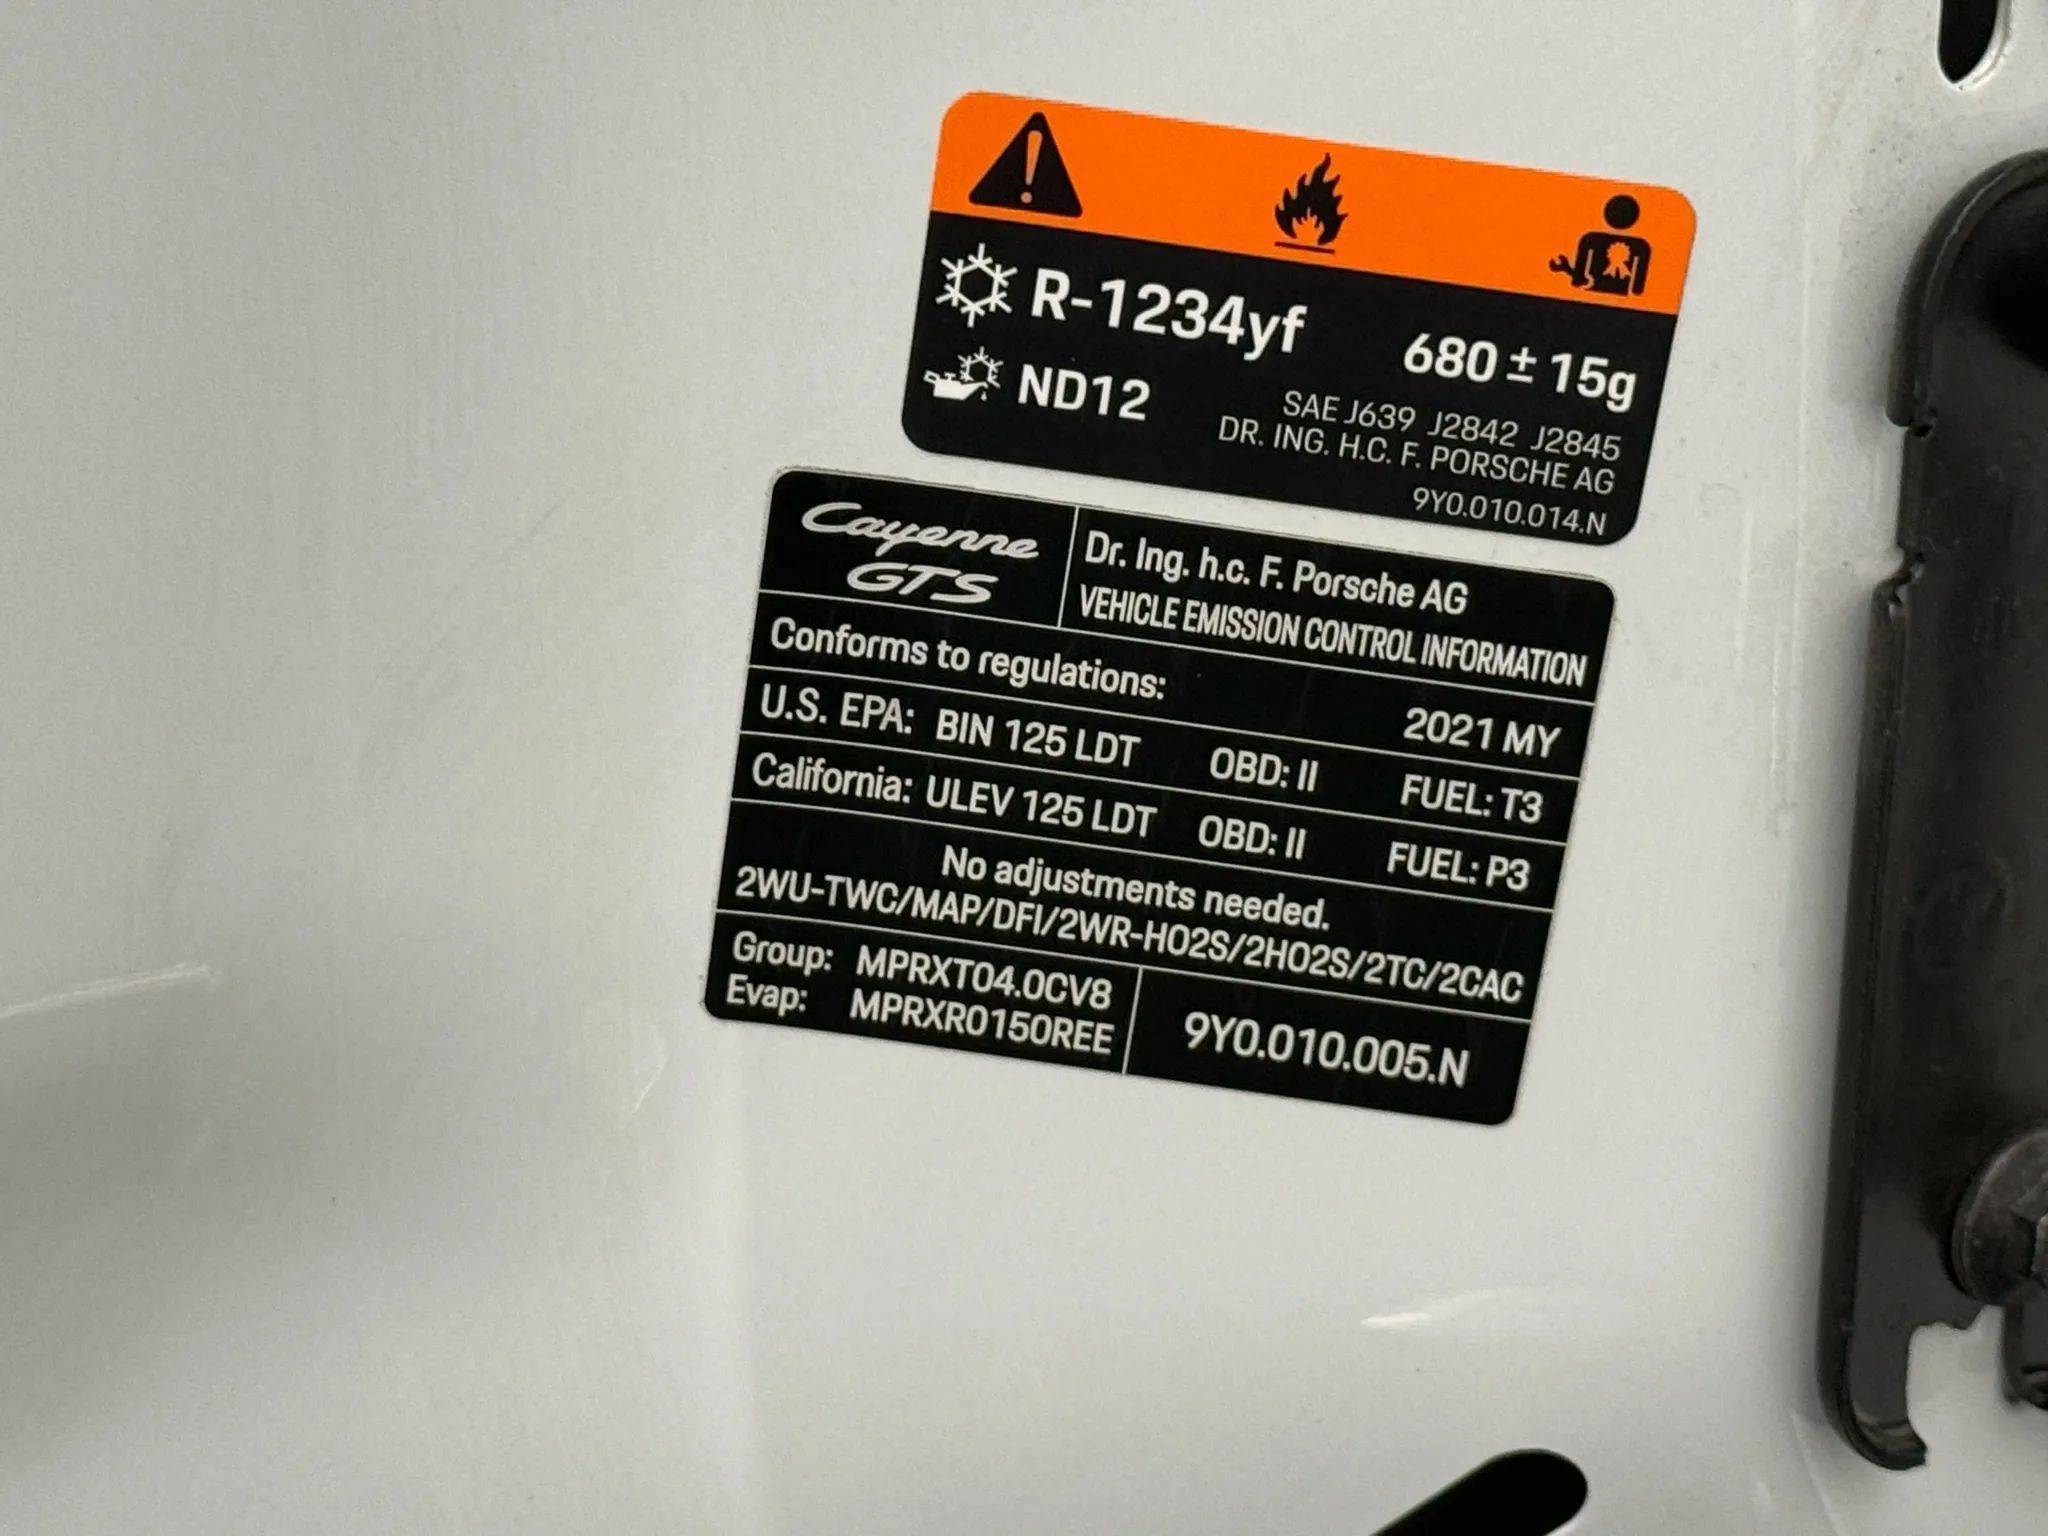 R-1234yf 680 ± 15g
ND12
SAE J639 J2842 J2845
DR. ING. H.C. F. PORSCHE AG
9Y0.010.014.N
Cayenne
GTS
Dr. Ing. h.c. F. Porsche AG
VEHICLE EMISSION CONTROL INFORMATION
Conforms to regulations: 2021 MY
U.S. EPA: BIN 125 LDT OBD: II FUEL: T3
California: ULEV 125 LDT OBD: II FUEL: P3
No adjustments needed.
2WU-TWC/MAP/DFI/2WR-HO2S/2HO2S/2TC/2CAC
Group: MPRXT04.0CV8
Evap: MPRXR0150REE
9Y0.010.005.N